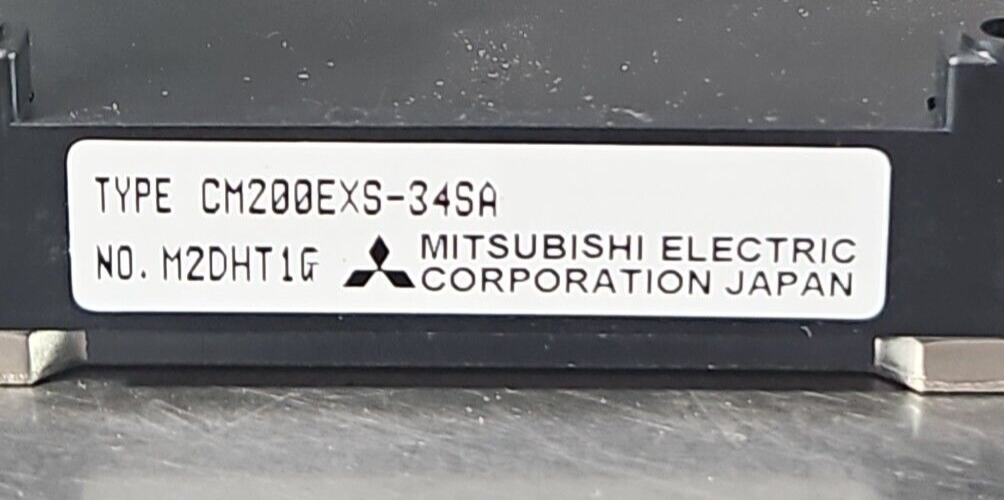 TYPE CM200EXS-34SA
NO. M2DHT1G
MITSUBISHI ELECTRIC
CORPORATION JAPAN